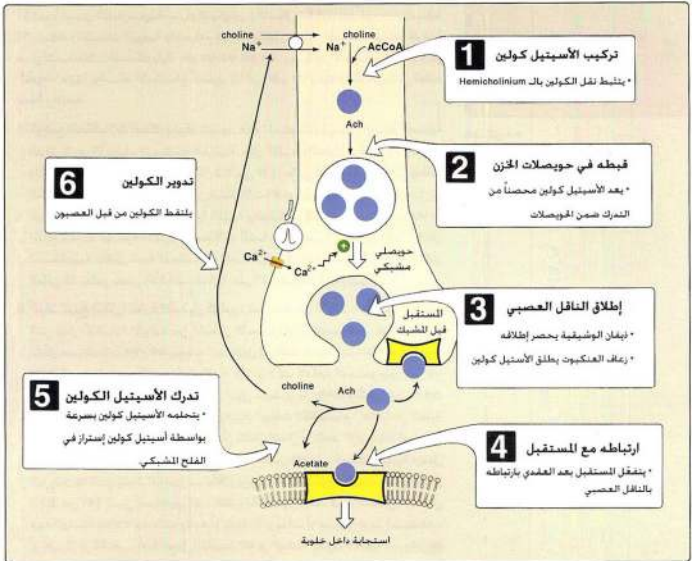 choline
Na⁺
choline
Na⁺
AcCoA
1 تركيب الأسيتيل كولين
• يتثبط نقل الكولين بالـ Hemicholinium
Ach
2 قبطه في حويصلات الخزن
• يعد الأسيتيل كولين محصناً من
التدرك ضمن الحويصلات
6 تدوير الكولين
يلتقط الكولين من قبل العصبون
Ca²⁺
Ca²⁺
+
حويصلي
مشبكي
المستقبل
قبل المشبك
3 إطلاق الناقل العصبي
• ذيفان الوشيقية يحصر إطلاقه
• زعاف العنكبوت يطلق الأستيل كولين
choline
Ach
5 تدرك الأسيتيل الكولين
• يتحلمه الأسيتيل كولين بسرعة
بواسطة أسيتيل كولين إستراز في
الفلح المشبكي
Acetate
4 ارتباطه مع المستقبل
• يتفعّل المستقبل بعد العقدي بارتباطه
بالناقل العصبي
استجابة داخل خلوية